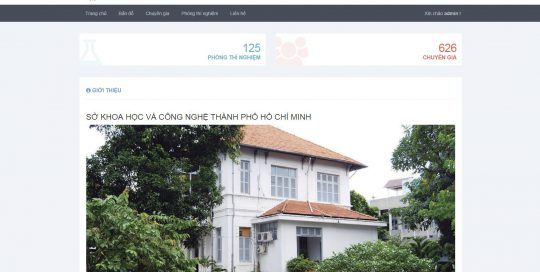 Trang chủ Bản đồ Chuyên gia Phòng thí nghiệm Liên hệ Xin chào admin !
125
PHÒNG THÍ NGHIỆM
626
CHUYÊN GIA
GIỚI THIỆU
SỞ KHOA HỌC VÀ CÔNG NGHỆ THÀNH PHỐ HỒ CHÍ MINH